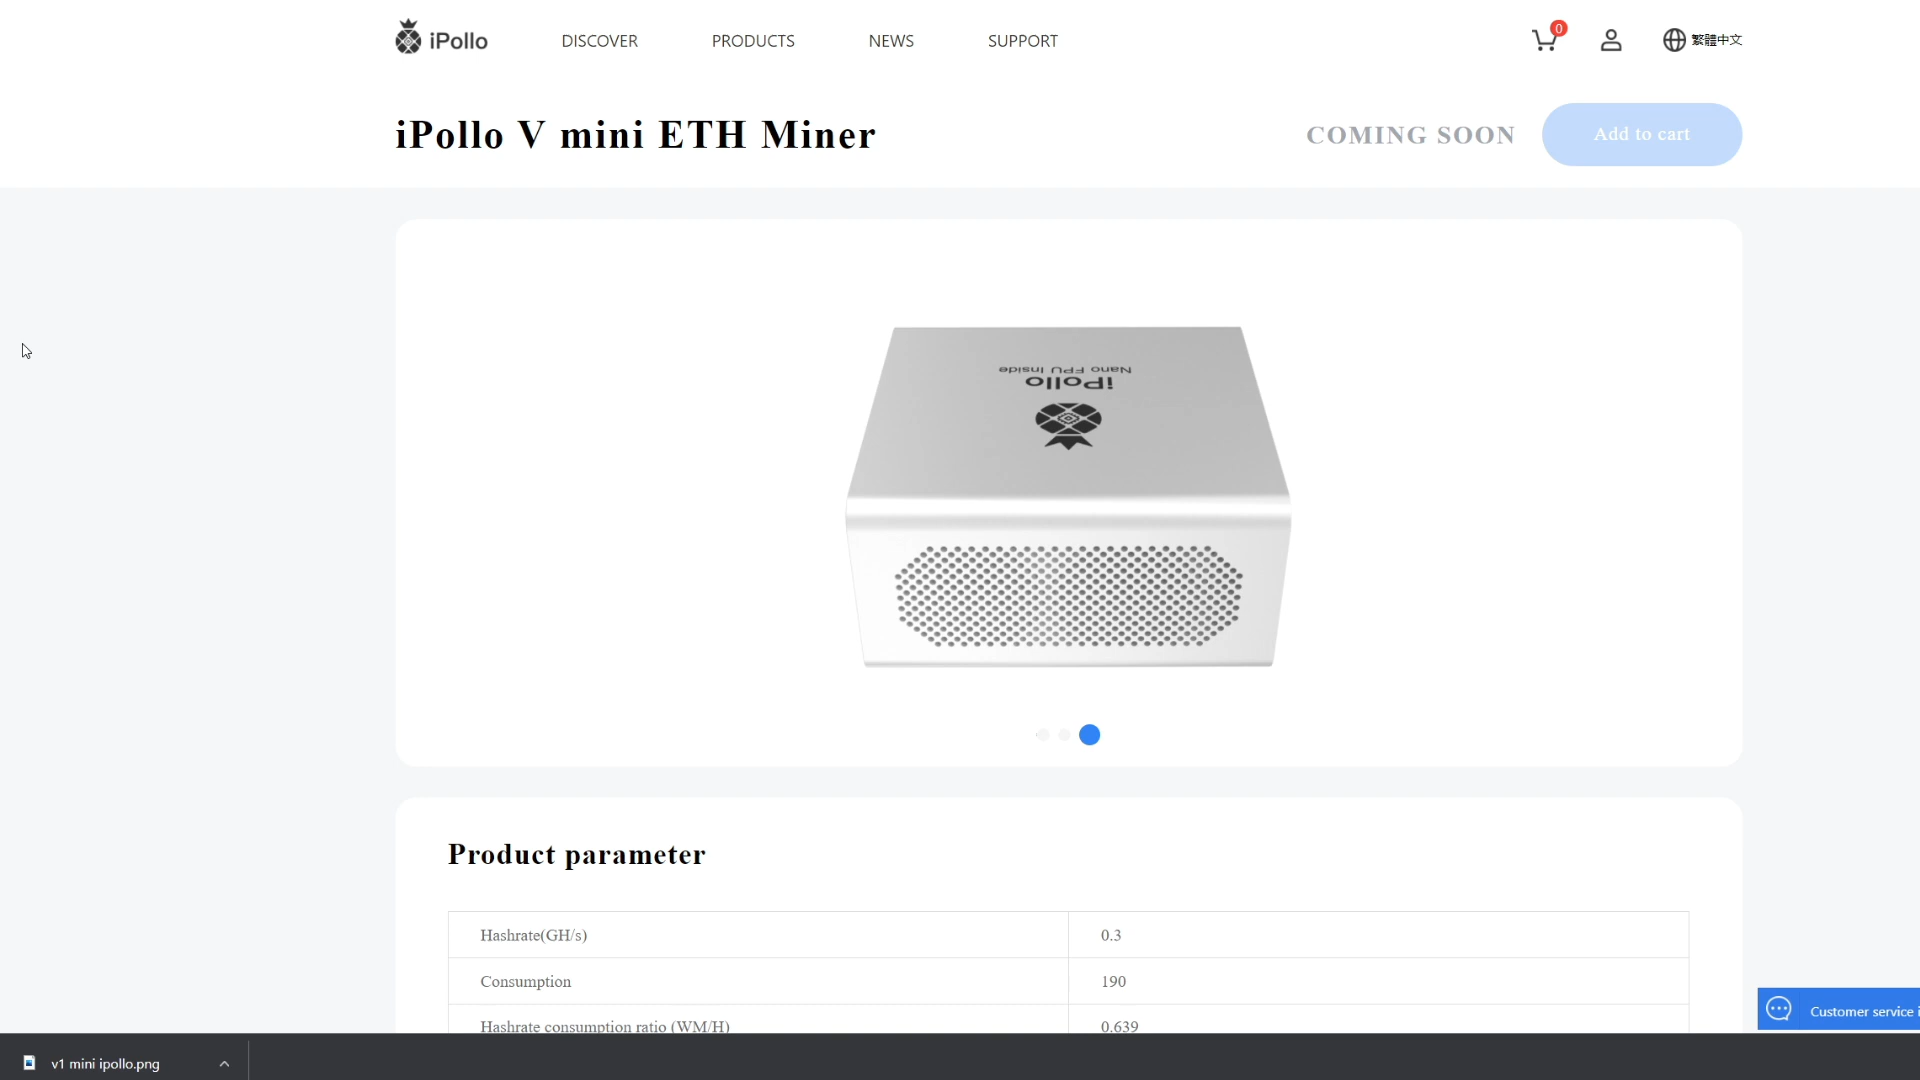 iPollo
DISCOVER
PRODUCTS
NEWS
SUPPORT
0
繁體中文
iPollo V mini ETH Miner
COMING SOON
Add to cart
Nano FPU Inside
iPollo
Product parameter
Hashrate(GH/s)
0.3
Consumption
190
Hashrate consumption ratio (WM/H)
0.639
Customer service i
v1 mini ipollo.png